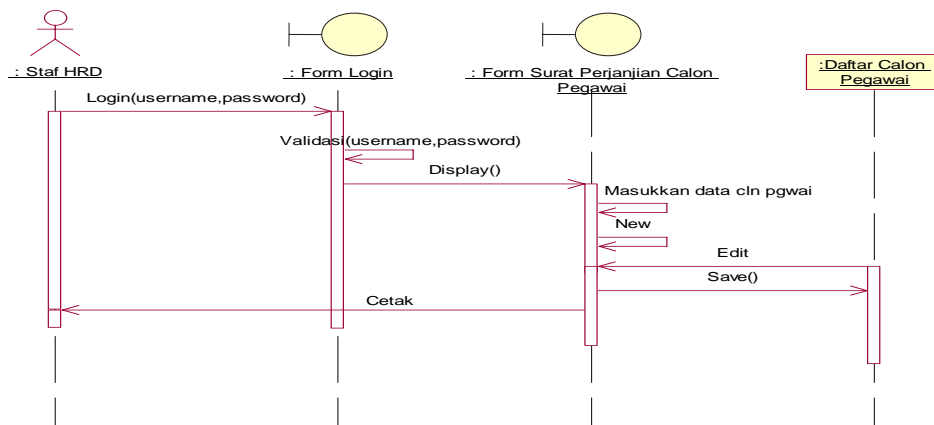 : Staf HRD
: Form Login
: Form Surat Perjanjian Calon
Pegawai
:Daftar Calon
Pegawai
Login(username,password)
Validasi(username,password)
Display()
Masukkan data cln pgwai
New
Edit
Save()
Cetak